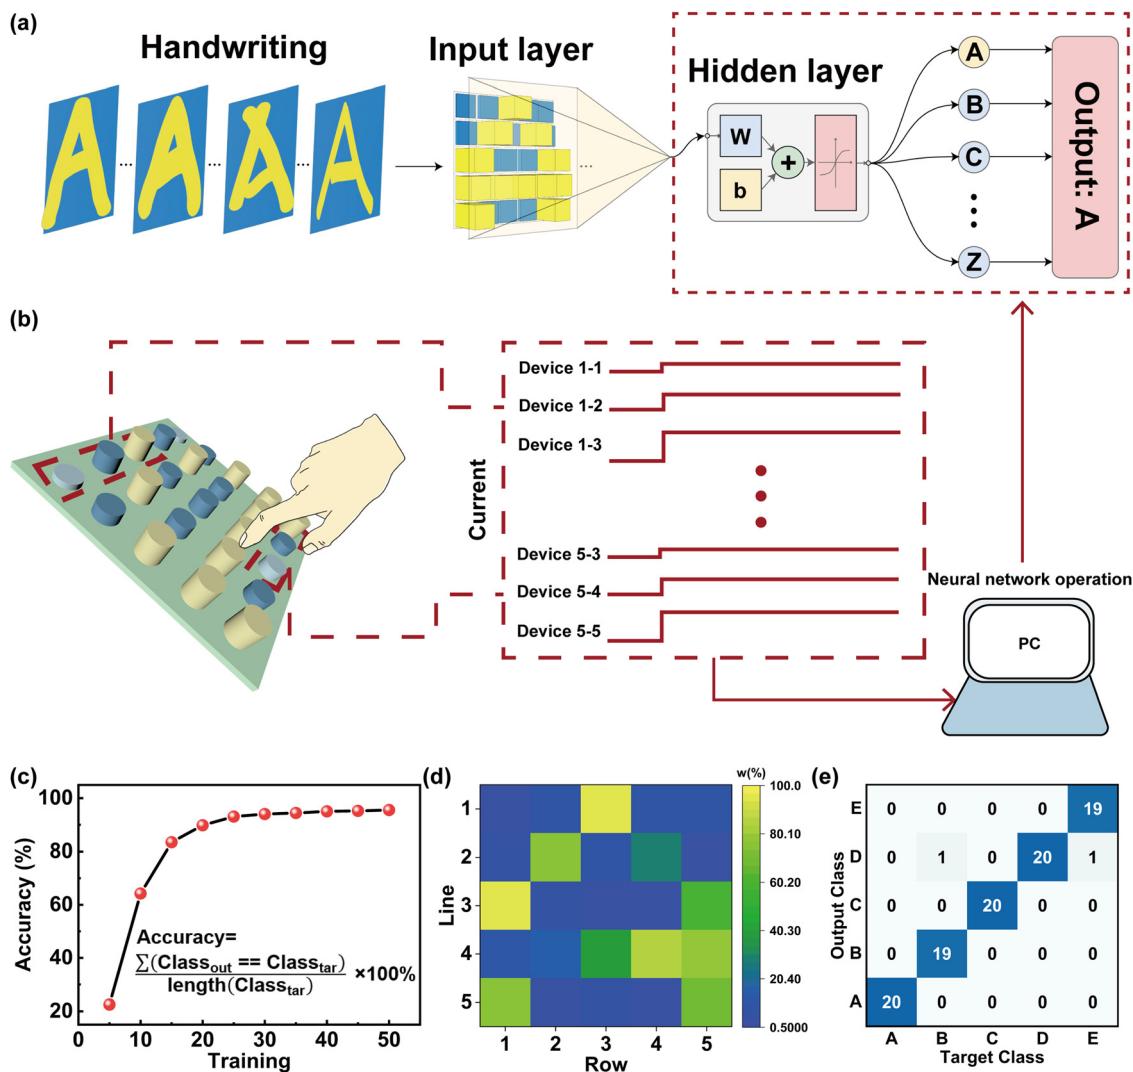 (a)
Handwriting
Input layer
Hidden layer
W
b
+
A
B
C
Z
Output: A
(b)
Current
Device 1-1
Device 1-2
Device 1-3
Device 5-3
Device 5-4
Device 5-5
Neural network operation
PC
(c)
Accuracy (%)
100
80
60
40
20
0 10 20 30 40 50
Training
Accuracy=
∑(Class_out == Class_tar)
length(Class_tar)
×100%
(d)
Line
1
2
3
4
5
1 2 3 4 5
Row
w(%)
100.0
80.10
60.20
40.30
20.40
0.5000
(e)
Output Class
E 0 0 0 0 19
D 0 1 0 20 1
C 0 0 20 0 0
B 0 19 0 0 0
A 20 0 0 0 0
A B C D E
Target Class